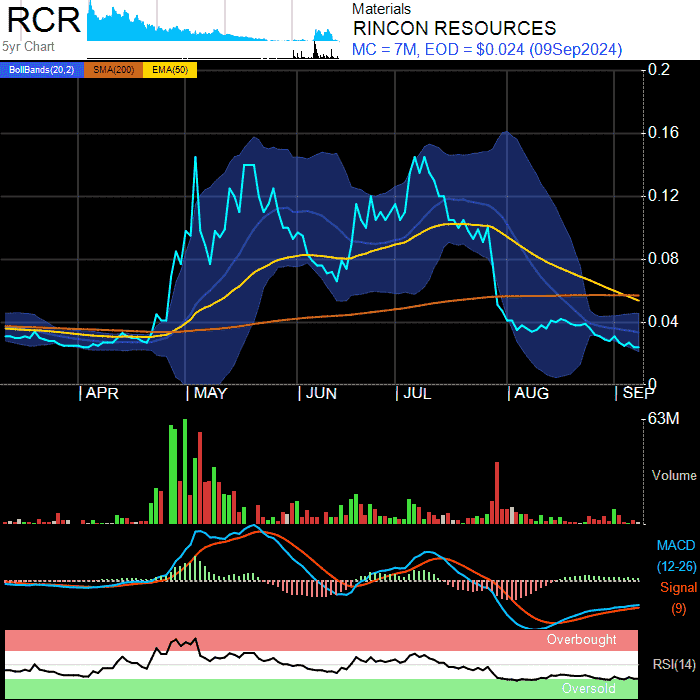 RCR
5yr Chart
Materials
RINCON RESOURCES
MC = 7M, EOD = $0.024 (09Sep2024)
BollBands(20,2) SMA(200) EMA(50)
0.2
0.16
0.12
0.08
0.04
0
APR MAY JUN JUL AUG SEP
63M
Volume
MACD
(12-26)
Signal
(9)
Overbought
RSI(14)
Oversold